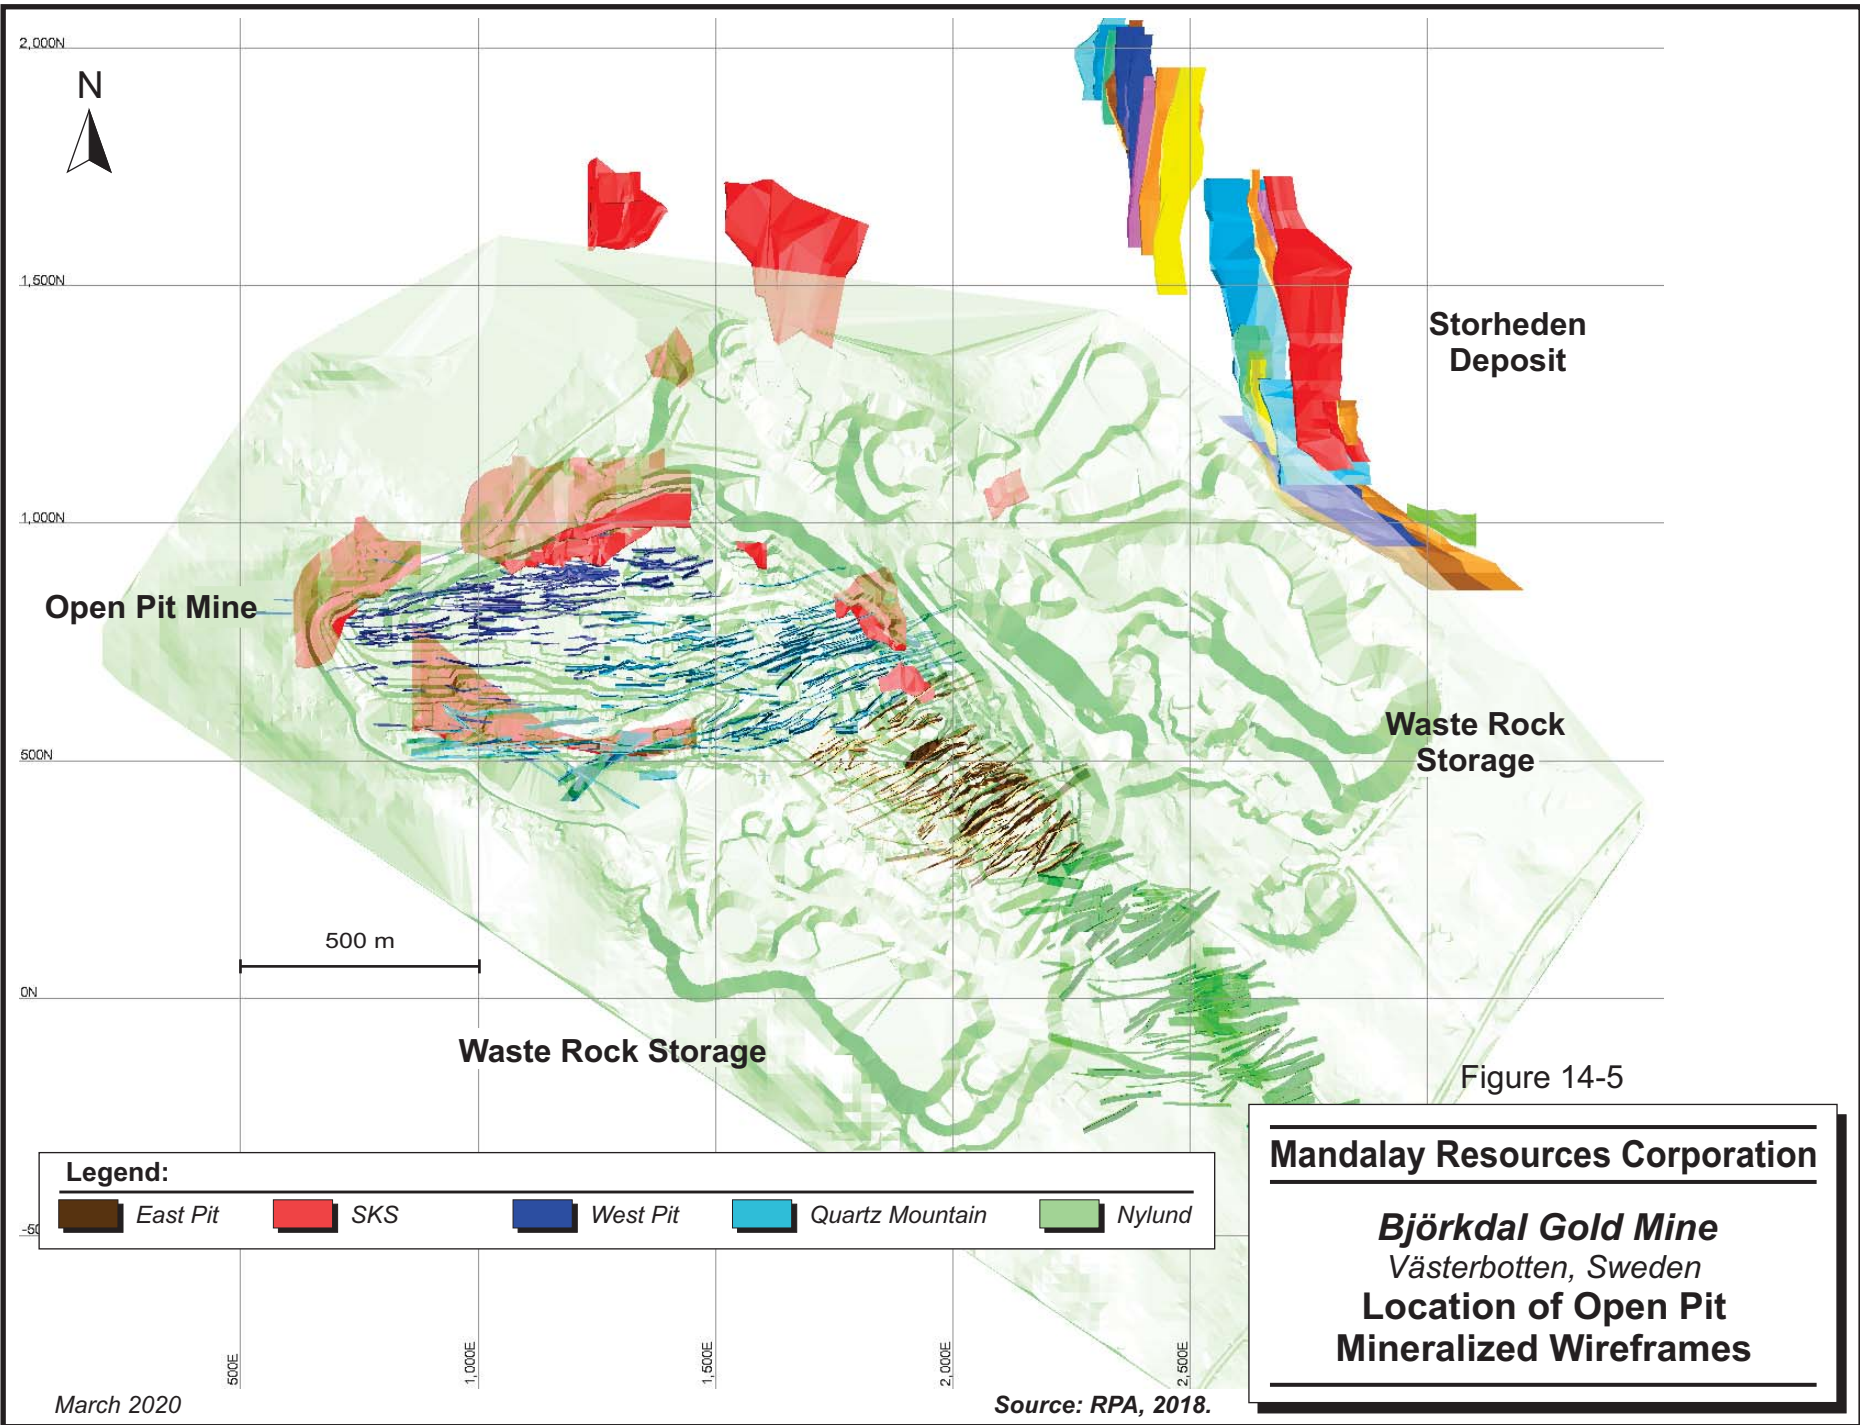 2,000N
N
1,500N
Storheden
Deposit
1,000N
Open Pit Mine
Waste Rock
Storage
500N
500 m
0N
Waste Rock Storage
Figure 14-5
Legend:
East Pit
SKS
West Pit
Quartz Mountain
Nylund
-50
500E
1,000E
1,500E
2,000E
2,500E
Mandalay Resources Corporation
Björkdal Gold Mine
Västerbotten, Sweden
Location of Open Pit
Mineralized Wireframes
March 2020
Source: RPA, 2018.